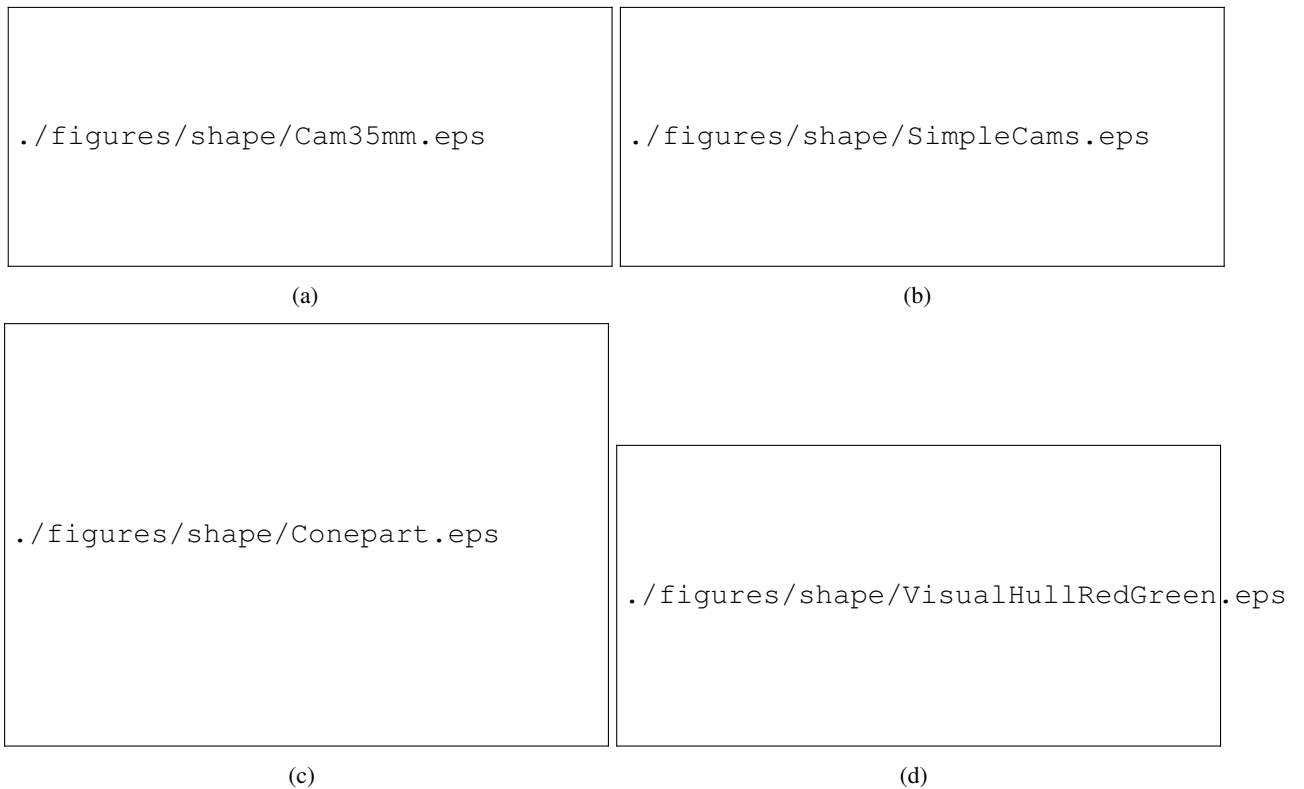 ./figures/shape/Cam35mm.eps
./figures/shape/SimpleCams.eps
(a)
(b)
./figures/shape/Conepart.eps
./figures/shape/VisualHullRedGreen.eps
(c)
(d)